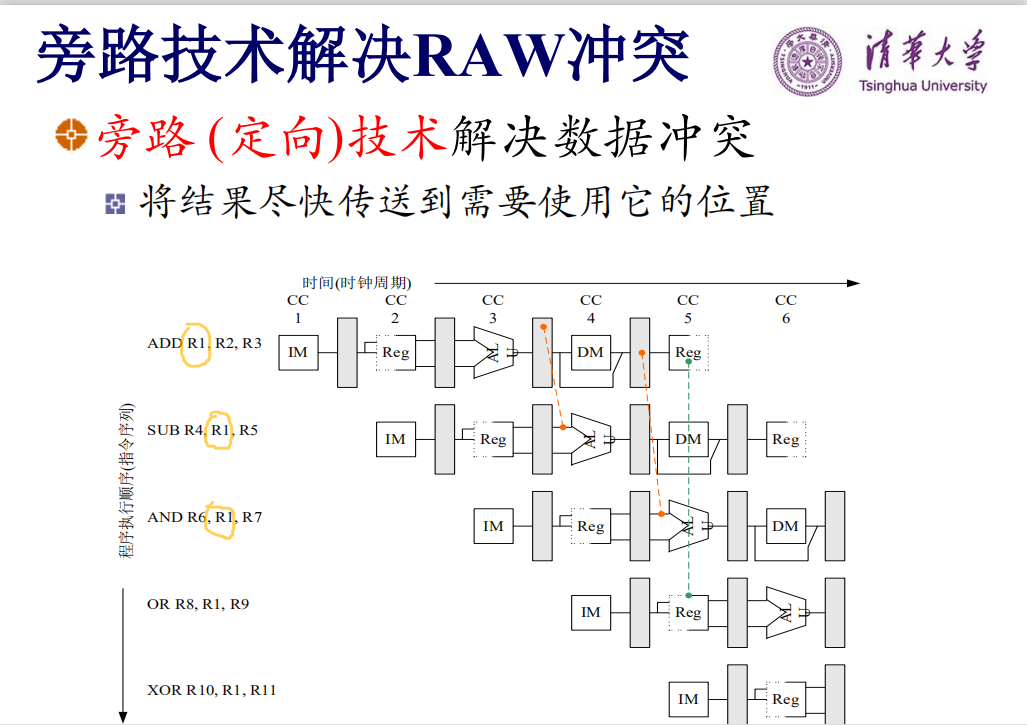 旁路技术解决RAW冲突
清华大学
Tsinghua University
旁路 (定向)技术解决数据冲突
将结果尽快传送到需要使用它的位置
时间(时钟周期)
CC 1
CC 2
CC 3
CC 4
CC 5
CC 6
ADD R1, R2, R3
IM
Reg
ALU
DM
Reg
SUB R4, R1, R5
IM
Reg
ALU
DM
Reg
AND R6, R1, R7
IM
Reg
ALU
DM
OR R8, R1, R9
IM
Reg
ALU
XOR R10, R1, R11
IM
Reg
程序执行顺序(指令序列)